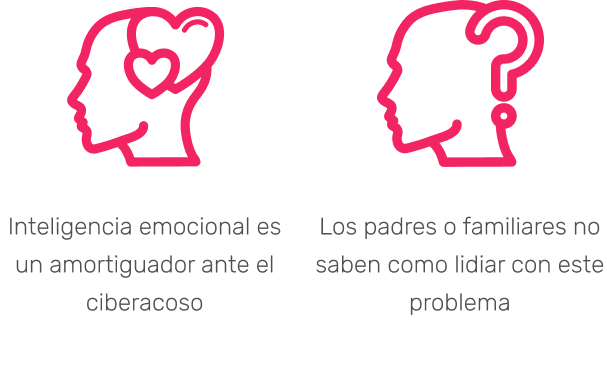 Inteligencia emocional es
un amortiguador ante el
ciberacoso
Los padres o familiares no
saben como lidiar con este
problema